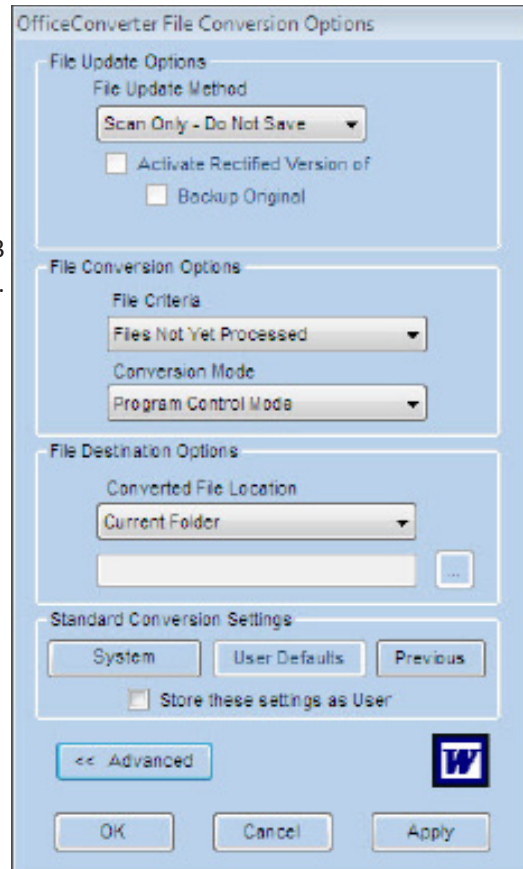 OfficeConverter File Conversion Options
File Update Options
File Update Method
Scan Only - Do Not Save
Activate Rectified Version of
Backup Original
File Conversion Options
File Criteria
Files Not Yet Processed
Conversion Mode
Program Control Mode
File Destination Options
Converted File Location
Current Folder
...
Standard Conversion Settings
System User Defaults Previous
Store these settings as User
<< Advanced W
OK Cancel Apply